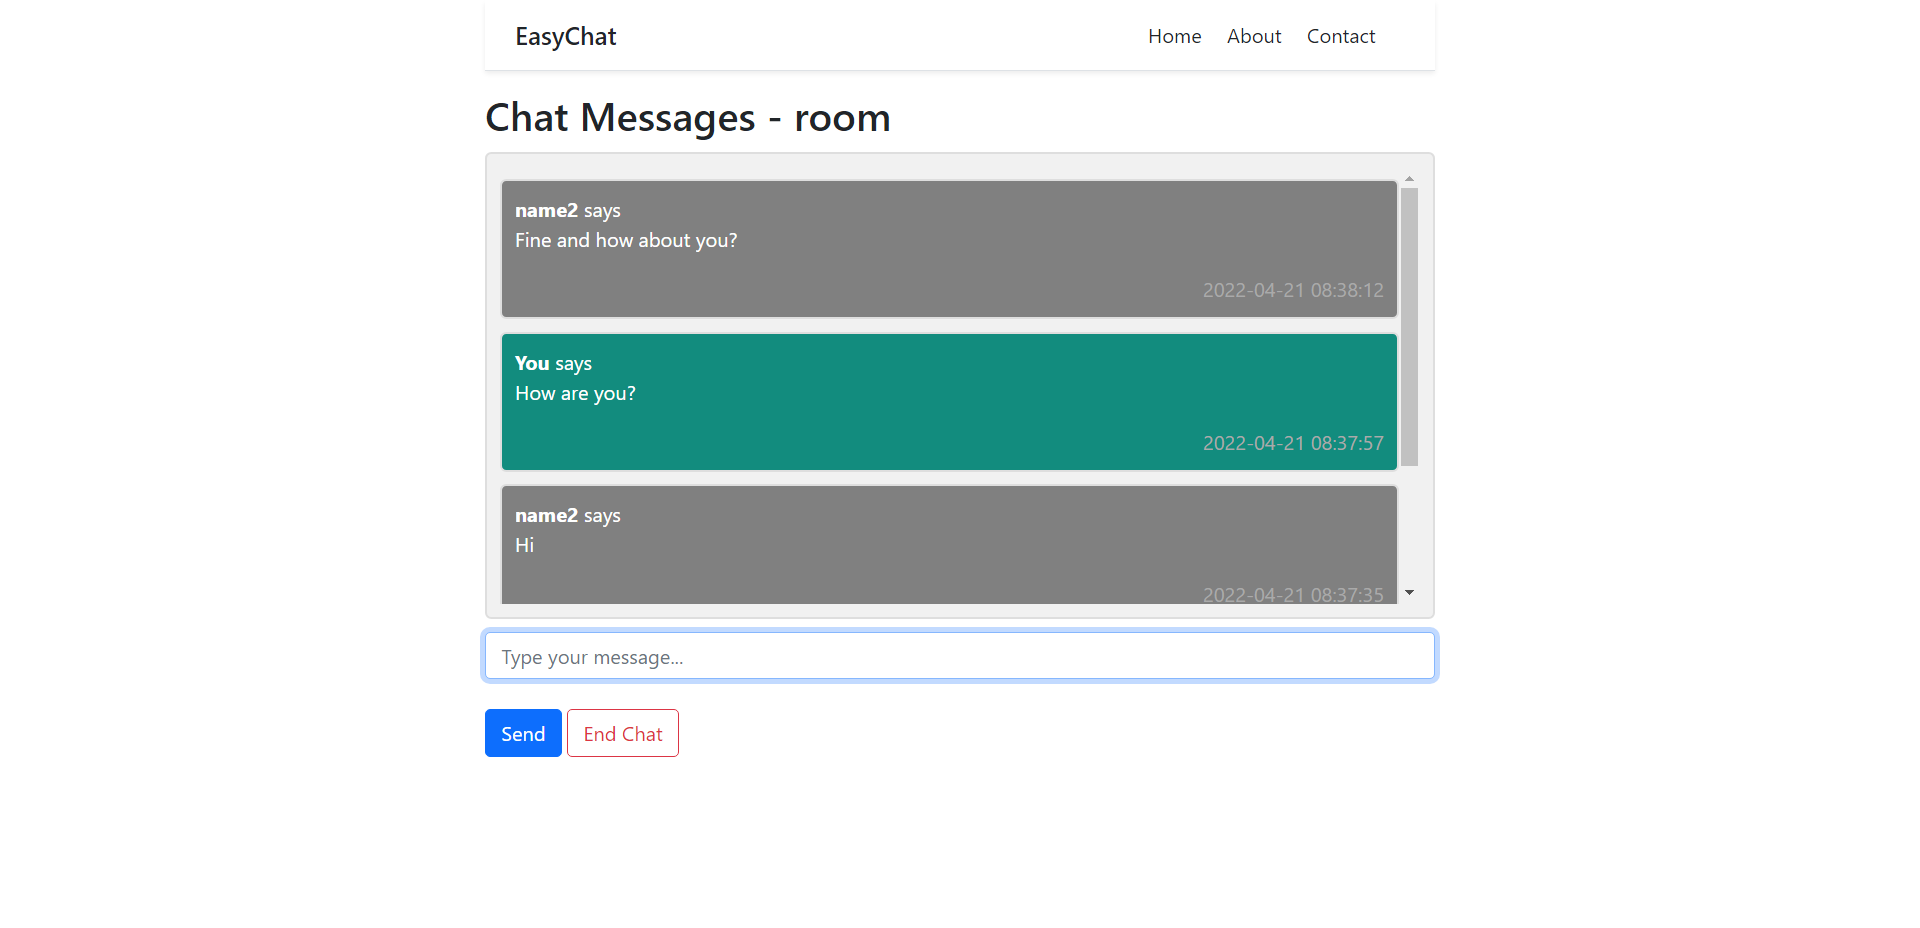 EasyChat
Home About Contact
Chat Messages - room
name2 says
Fine and how about you?
2022-04-21 08:38:12
You says
How are you?
2022-04-21 08:37:57
name2 says
Hi
2022-04-21 08:37:35
Type your message...
Send End Chat